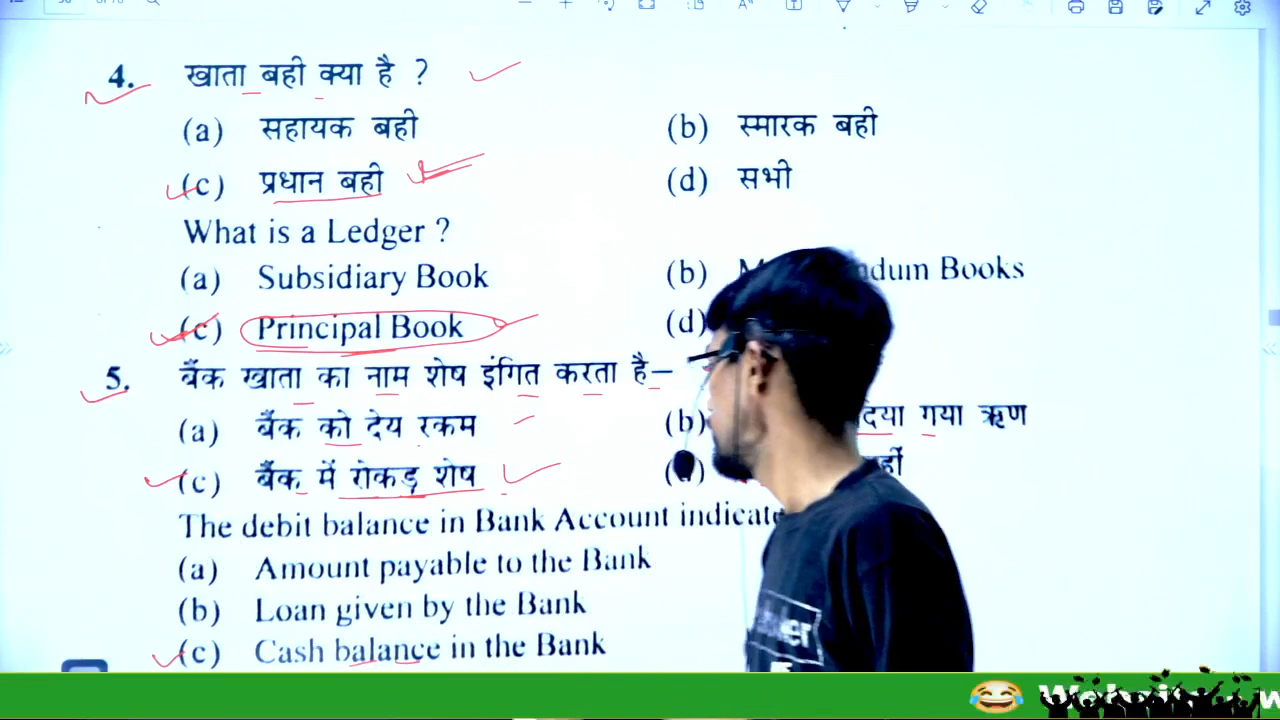 4. खाता बही क्या है ?
(a) सहायक बही (b) स्मारक बही
(c) प्रधान बही (d) सभी
What is a Ledger ?
(a) Subsidiary Book (b) Books
(c) Principal Book (d)
5. बैंक खाता का नाम शेष इंगित करता है–
(a) बैंक को देय रकम (b) दिया गया ऋण
(c) बैंक में रोकड़ शेष
The debit balance in Bank Account indicate
(a) Amount payable to the Bank
(b) Loan given by the Bank
(c) Cash balance in the Bank